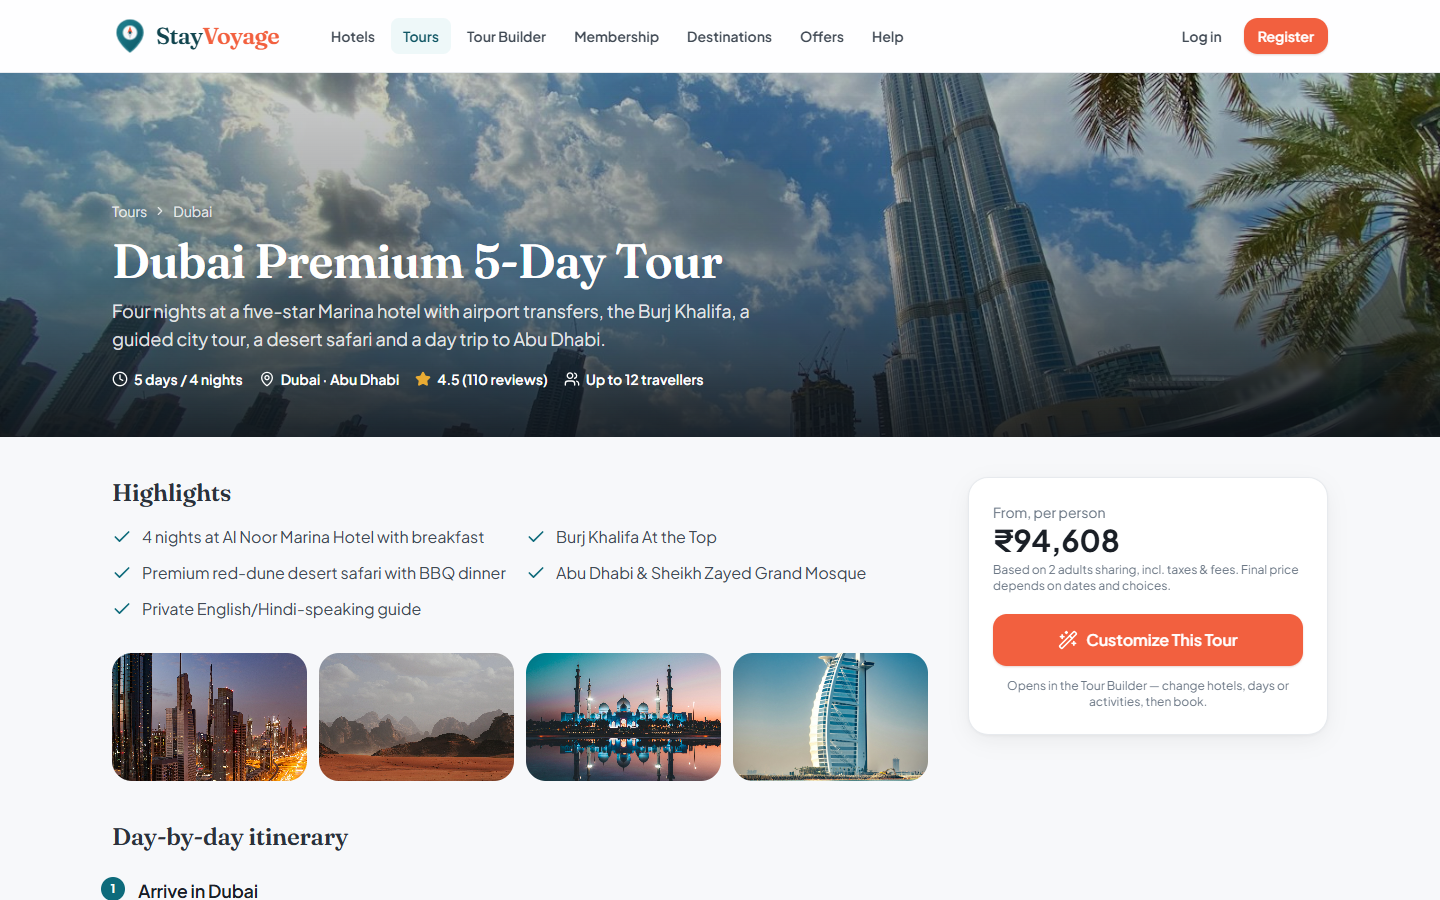 StayVoyage
Hotels
Tours
Tour Builder
Membership
Destinations
Offers
Help
Log in
Register
Tours
Dubai
Dubai Premium 5-Day Tour
Four nights at a five-star Marina hotel with airport transfers, the Burj Khalifa, a
guided city tour, a desert safari and a day trip to Abu Dhabi.
5 days / 4 nights
Dubai · Abu Dhabi
4.5 (110 reviews)
Up to 12 travellers
Highlights
4 nights at Al Noor Marina Hotel with breakfast
Burj Khalifa At the Top
Premium red-dune desert safari with BBQ dinner
Abu Dhabi & Sheikh Zayed Grand Mosque
Private English/Hindi-speaking guide
From, per person
₹94,608
Based on 2 adults sharing, incl. taxes & fees. Final price
depends on dates and choices.
Customize This Tour
Opens in the Tour Builder — change hotels, days or
activities, then book.
Day-by-day itinerary
1
Arrive in Dubai